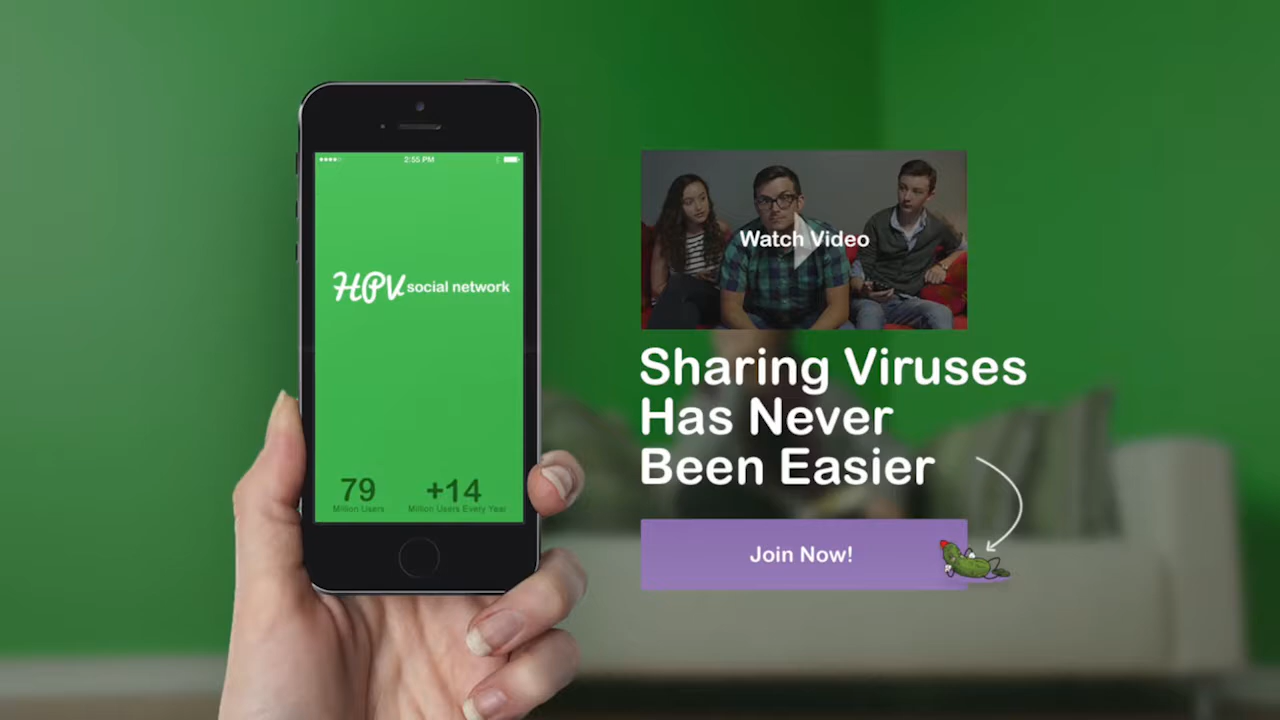 2:55 PM
HPV social network
79
Million Users
+14
Million Users Every Year
Watch Video
Sharing Viruses
Has Never
Been Easier
Join Now!